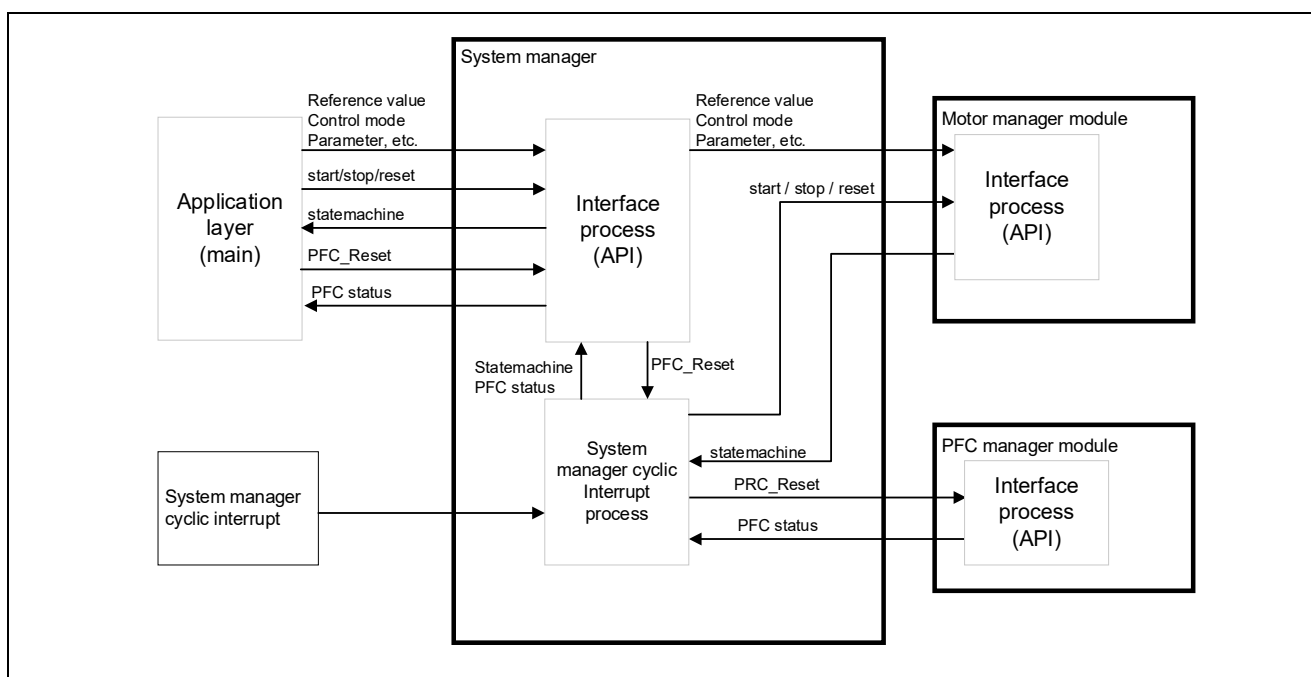 System manager
Reference value
Control mode
Parameter, etc.
start/stop/reset
statemachine
PFC_Reset
PFC status
Application
layer
(main)
Interface
process
(API)
Reference value
Control mode
Parameter, etc.
start / stop / reset
Motor manager module
Interface
process
(API)
Statemachine
PFC status
PFC_Reset
System manager
cyclic interrupt
System
manager cyclic
Interrupt
process
statemachine
PRC_Reset
PFC status
PFC manager module
Interface
process
(API)